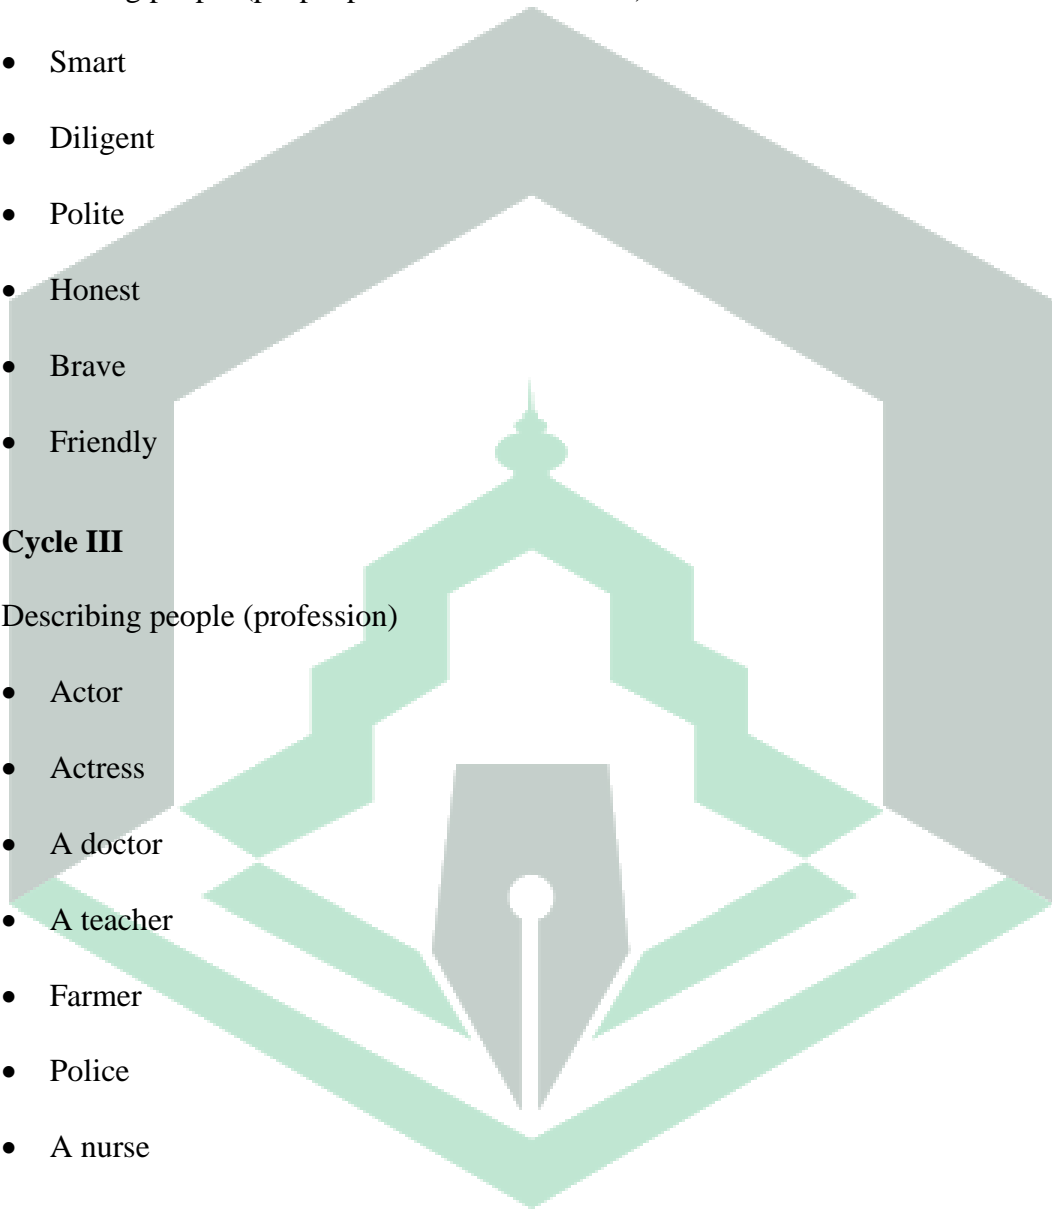 • Smart
• Diligent
• Polite
• Honest
• Brave
• Friendly
Cycle III
Describing people (profession)
• Actor
• Actress
• A doctor
• A teacher
• Farmer
• Police
• A nurse